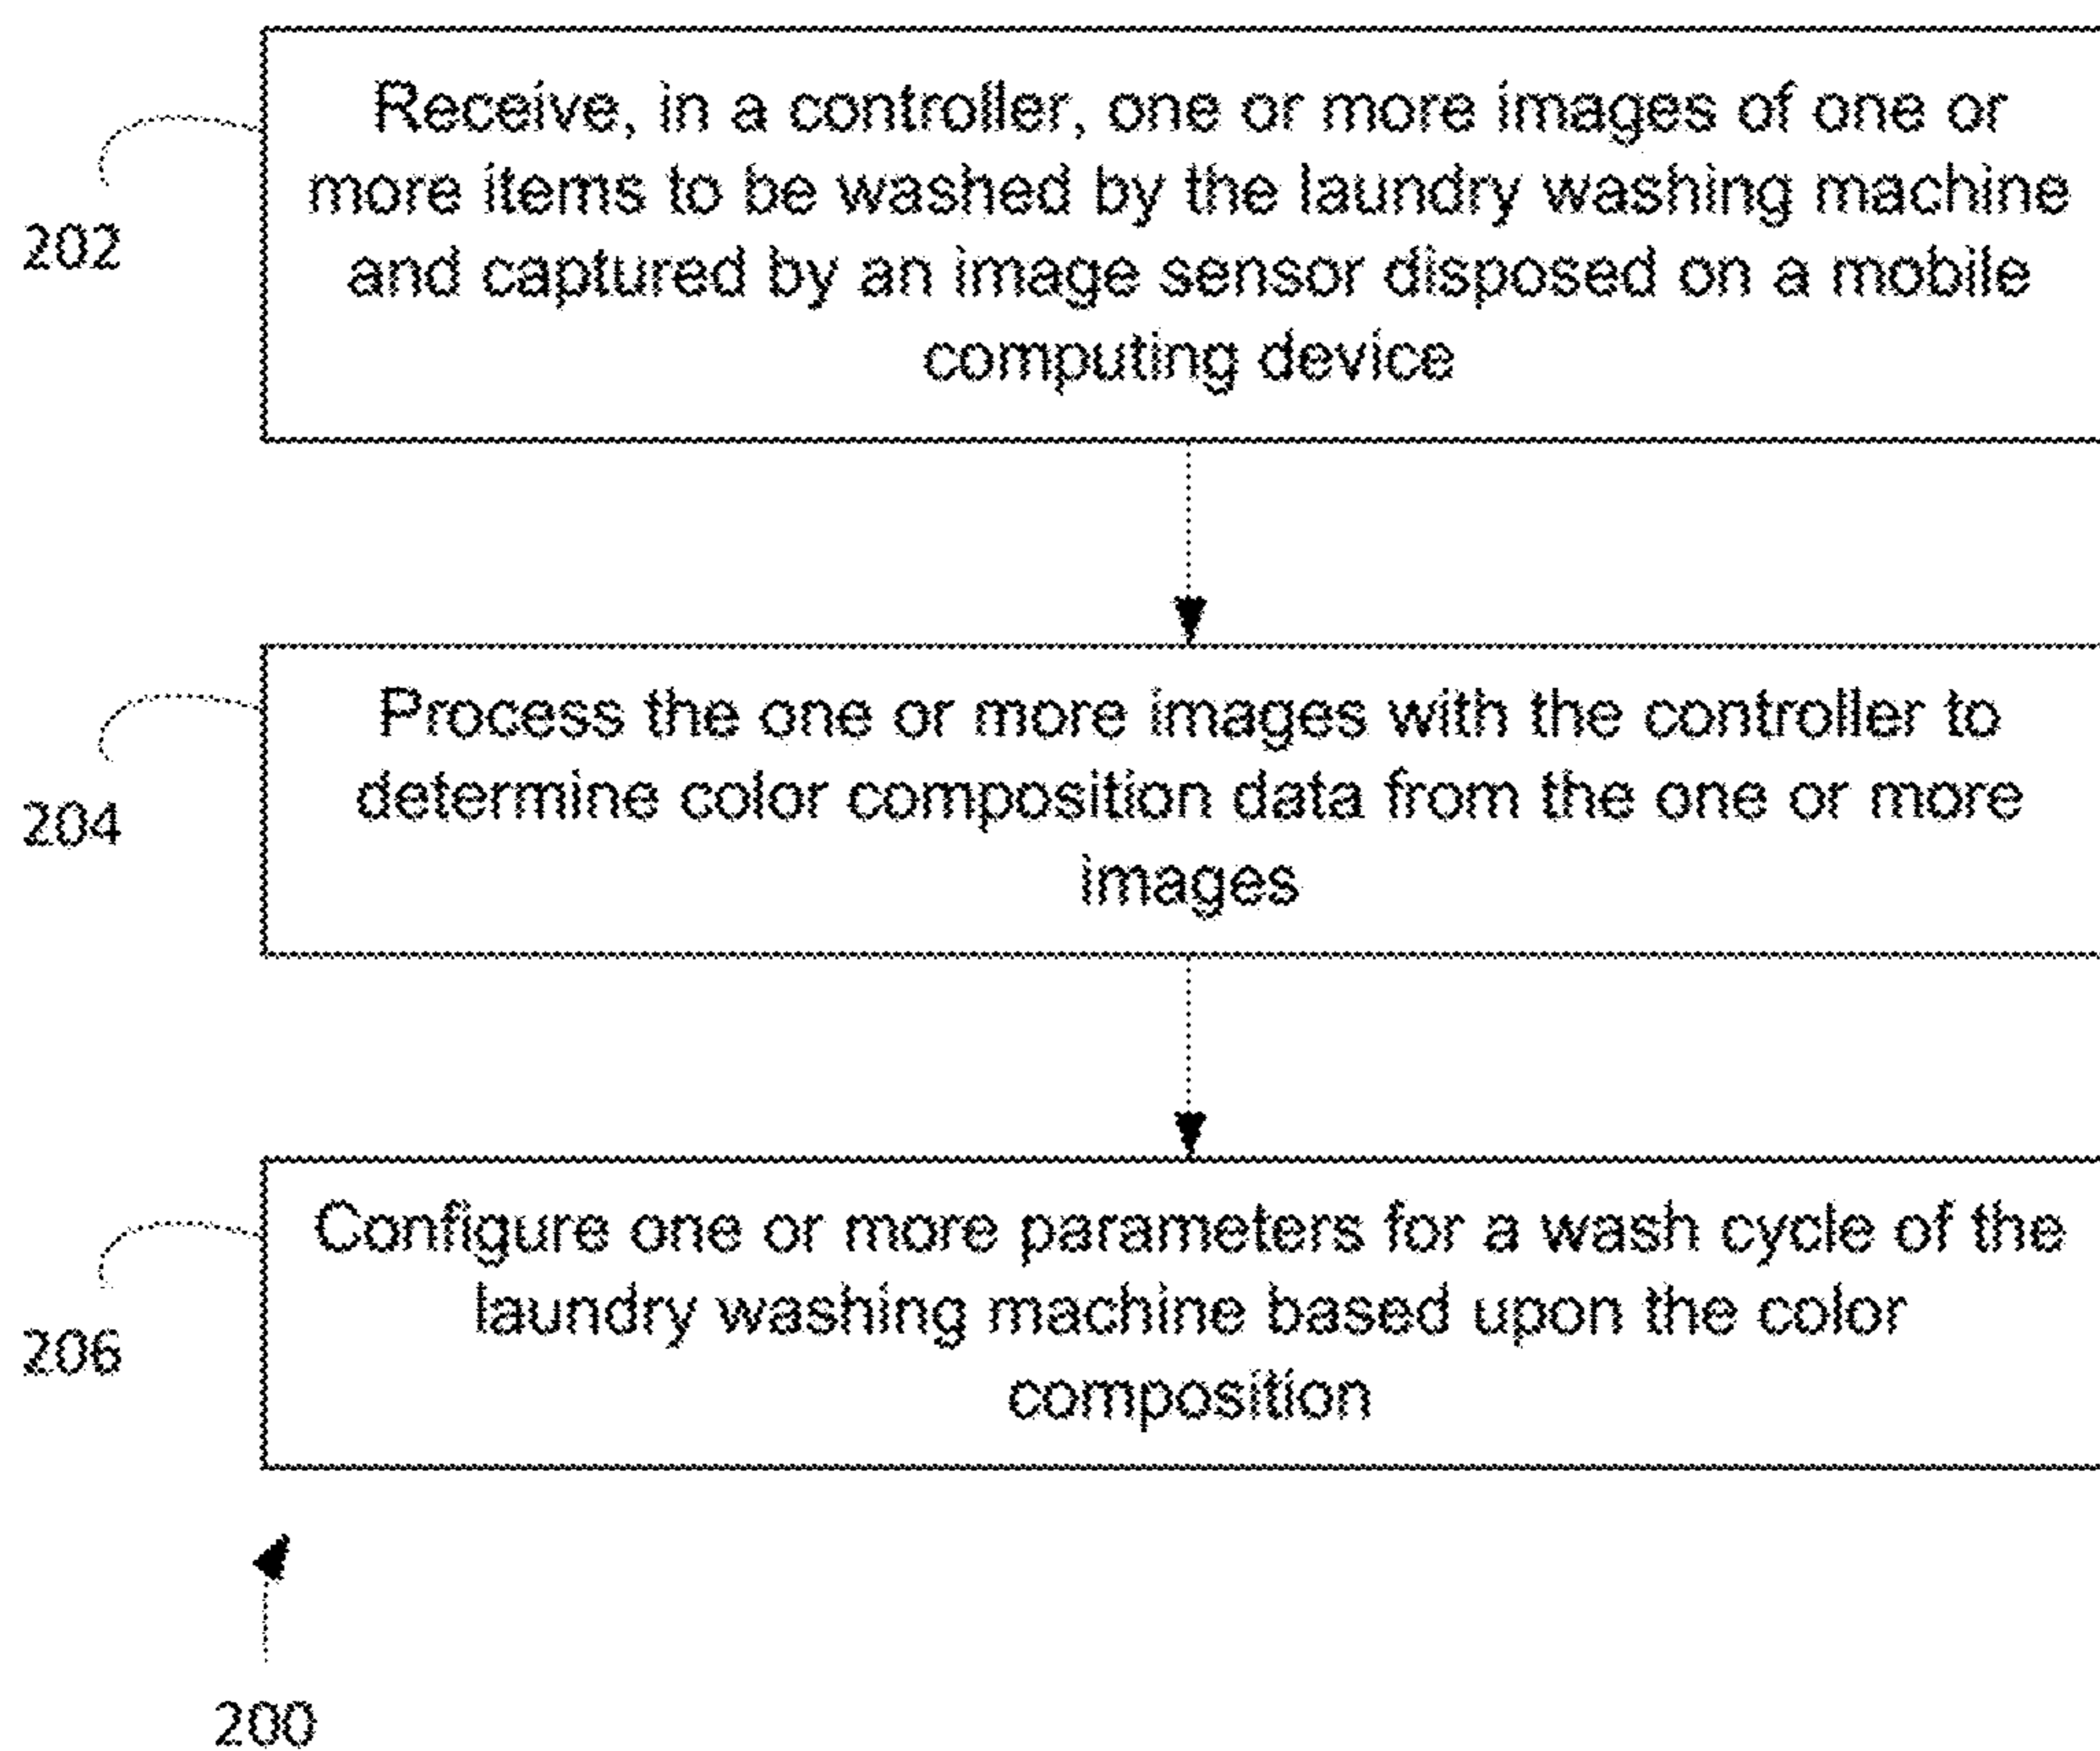 Receive, in a controller, one or more images of one or
more items to be washed by the laundry washing machine
and captured by an image sensor disposed on a mobile
computing device
202
Process the one or more images with the controller to
determine color composition data from the one or more
images
204
Configure one or more parameters for a wash cycle of the
laundry washing machine based upon the color
composition
206
200